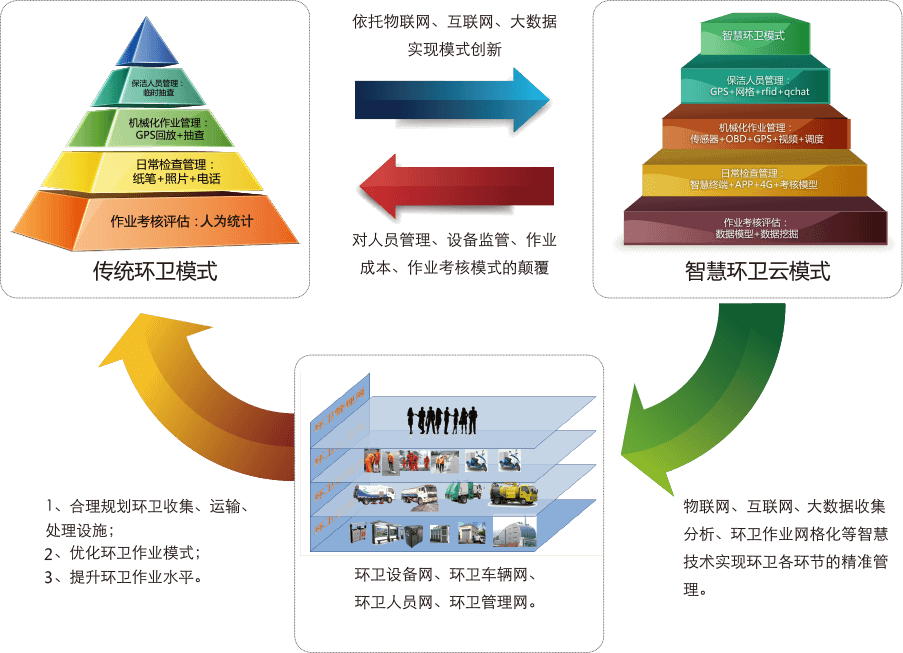 保洁人员管理：
临时抽查
机械化作业管理：
GPS回放+抽查
日常检查管理：
纸笔+照片+电话
作业考核评估：人为统计
传统环卫模式
依托物联网、互联网、大数据
实现模式创新
对人员管理、设备监管、作业
成本、作业考核模式的颠覆
智慧环卫模式
保洁人员管理：
GPS+网格+rfid+qchat
机械化作业管理：
传感器+OBD+GPS+视频+调度
日常检查管理：
智慧终端+APP+4G+考核模型
作业考核评估：
数据模型+数据挖掘
智慧环卫云模式
1、合理规划环卫收集、运输、
处理设施；
2、优化环卫作业模式；
3、提升环卫作业水平。
环卫设备网、环卫车辆网、
环卫人员网、环卫管理网。
物联网、互联网、大数据收集
分析、环卫作业网格化等智慧
技术实现环卫各环节的精准管
理。